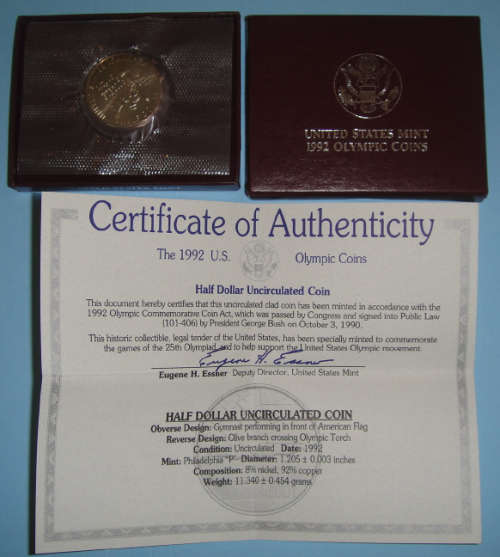 UNITED STATES MINT
1992 OLYMPIC COINS
Certificate of Authenticity
The 1992 U.S. Olympic Coins
Half Dollar Uncirculated Coin
This document hereby certifies that this uncirculated clad coin has been minted in accordance with the
1992 Olympic Commemorative Coin Act, which was passed by Congress and signed into Public Law
(101-406) by President George Bush on October 3, 1990.
This historic collectible, legal tender of the United States, has been specially minted to commemorate
the games of the 25th Olympiad and to help support the United States Olympic movement.
Eugene H. Essner
Eugene H. Essner Deputy Director, United States Mint
HALF DOLLAR UNCIRCULATED COIN
Obverse Design: Gymnast performing in front of American Flag
Reverse Design: Olive branch crossing Olympic Torch
Condition: Uncirculated Date: 1992
Mint: Philadelphia "P" Diameter: 1.205 ± 0.003 inches
Composition: 8% nickel, 92% copper
Weight: 11.340 ± 0.454 grams